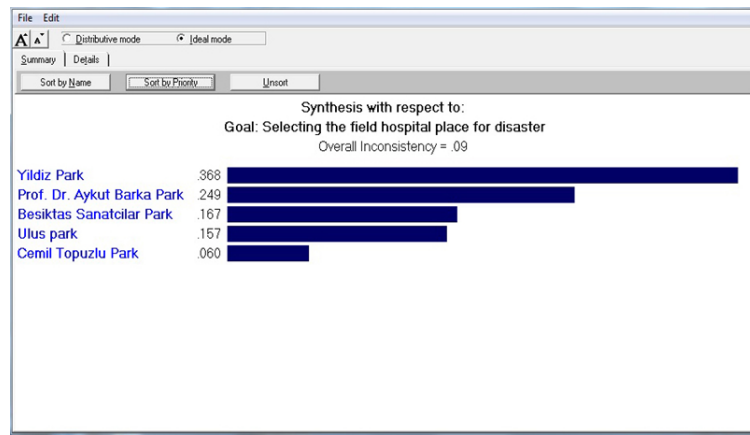 File Edit
A A Distributive mode Ideal mode
Summary Details
Sort by Name Sort by Priority Unsort
Synthesis with respect to:
Goal: Selecting the field hospital place for disaster
Overall Inconsistency = .09
Yildiz Park .368
Prof. Dr. Aykut Barka Park .249
Besiktas Sanatcilar Park .167
Ulus park .157
Cemil Topuzlu Park .060